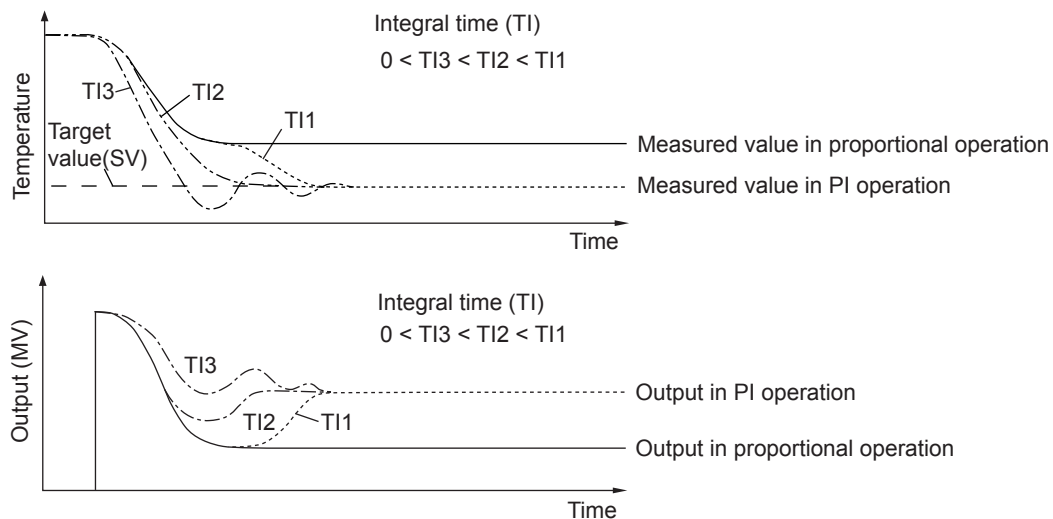 Integral time (TI)
0 < TI3 < TI2 < TI1
Temperature
TI3
TI2
TI1
Target
value(SV)
Measured value in proportional operation
Measured value in PI operation
Time
Integral time (TI)
0 < TI3 < TI2 < TI1
Output (MV)
TI3
TI2
TI1
Output in PI operation
Output in proportional operation
Time